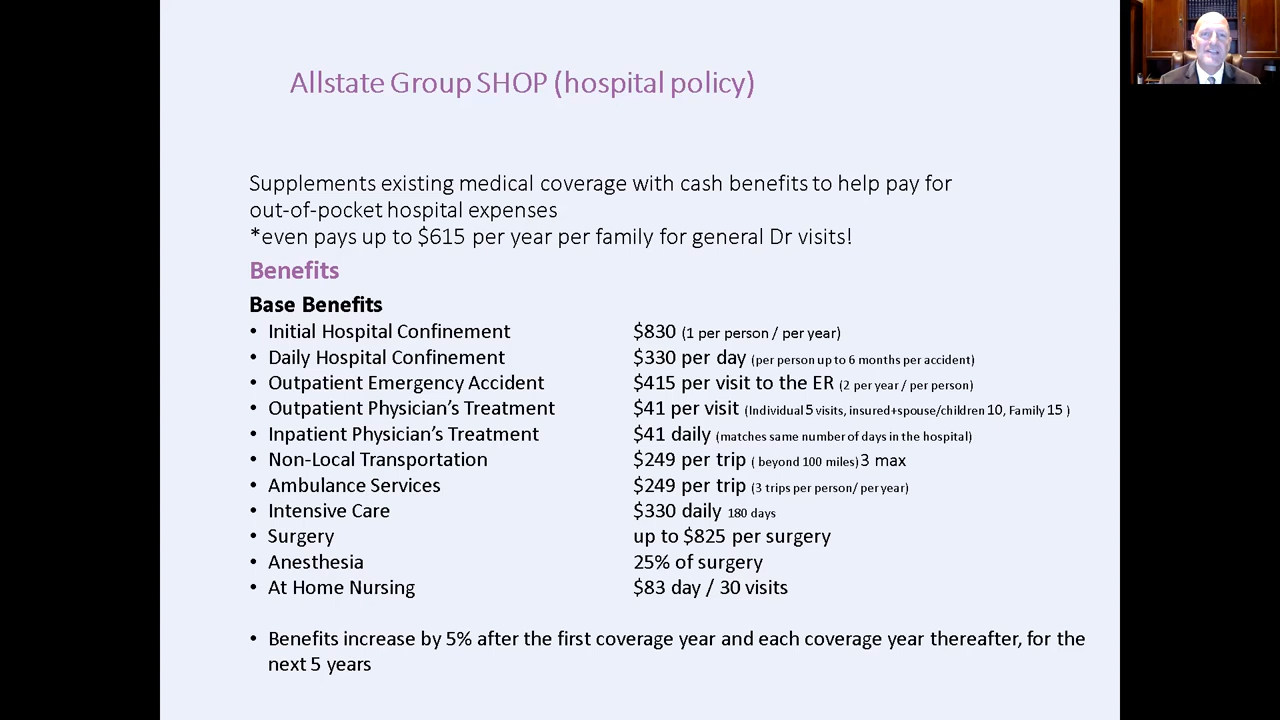 Allstate Group SHOP (hospital policy)
Supplements existing medical coverage with cash benefits to help pay for
out-of-pocket hospital expenses
*even pays up to $615 per year per family for general Dr visits!
Benefits
Base Benefits
• Initial Hospital Confinement $830 (1 per person / per year)
• Daily Hospital Confinement $330 per day (per person up to 6 months per accident)
• Outpatient Emergency Accident $415 per visit to the ER (2 per year / per person)
• Outpatient Physician's Treatment $41 per visit (Individual 5 visits, insured+spouse/children 10, Family 15 )
• Inpatient Physician's Treatment $41 daily (matches same number of days in the hospital)
• Non-Local Transportation $249 per trip ( beyond 100 miles) 3 max
• Ambulance Services $249 per trip (3 trips per person/ per year)
• Intensive Care $330 daily 180 days
• Surgery up to $825 per surgery
• Anesthesia 25% of surgery
• At Home Nursing $83 day / 30 visits
• Benefits increase by 5% after the first coverage year and each coverage year thereafter, for the
next 5 years